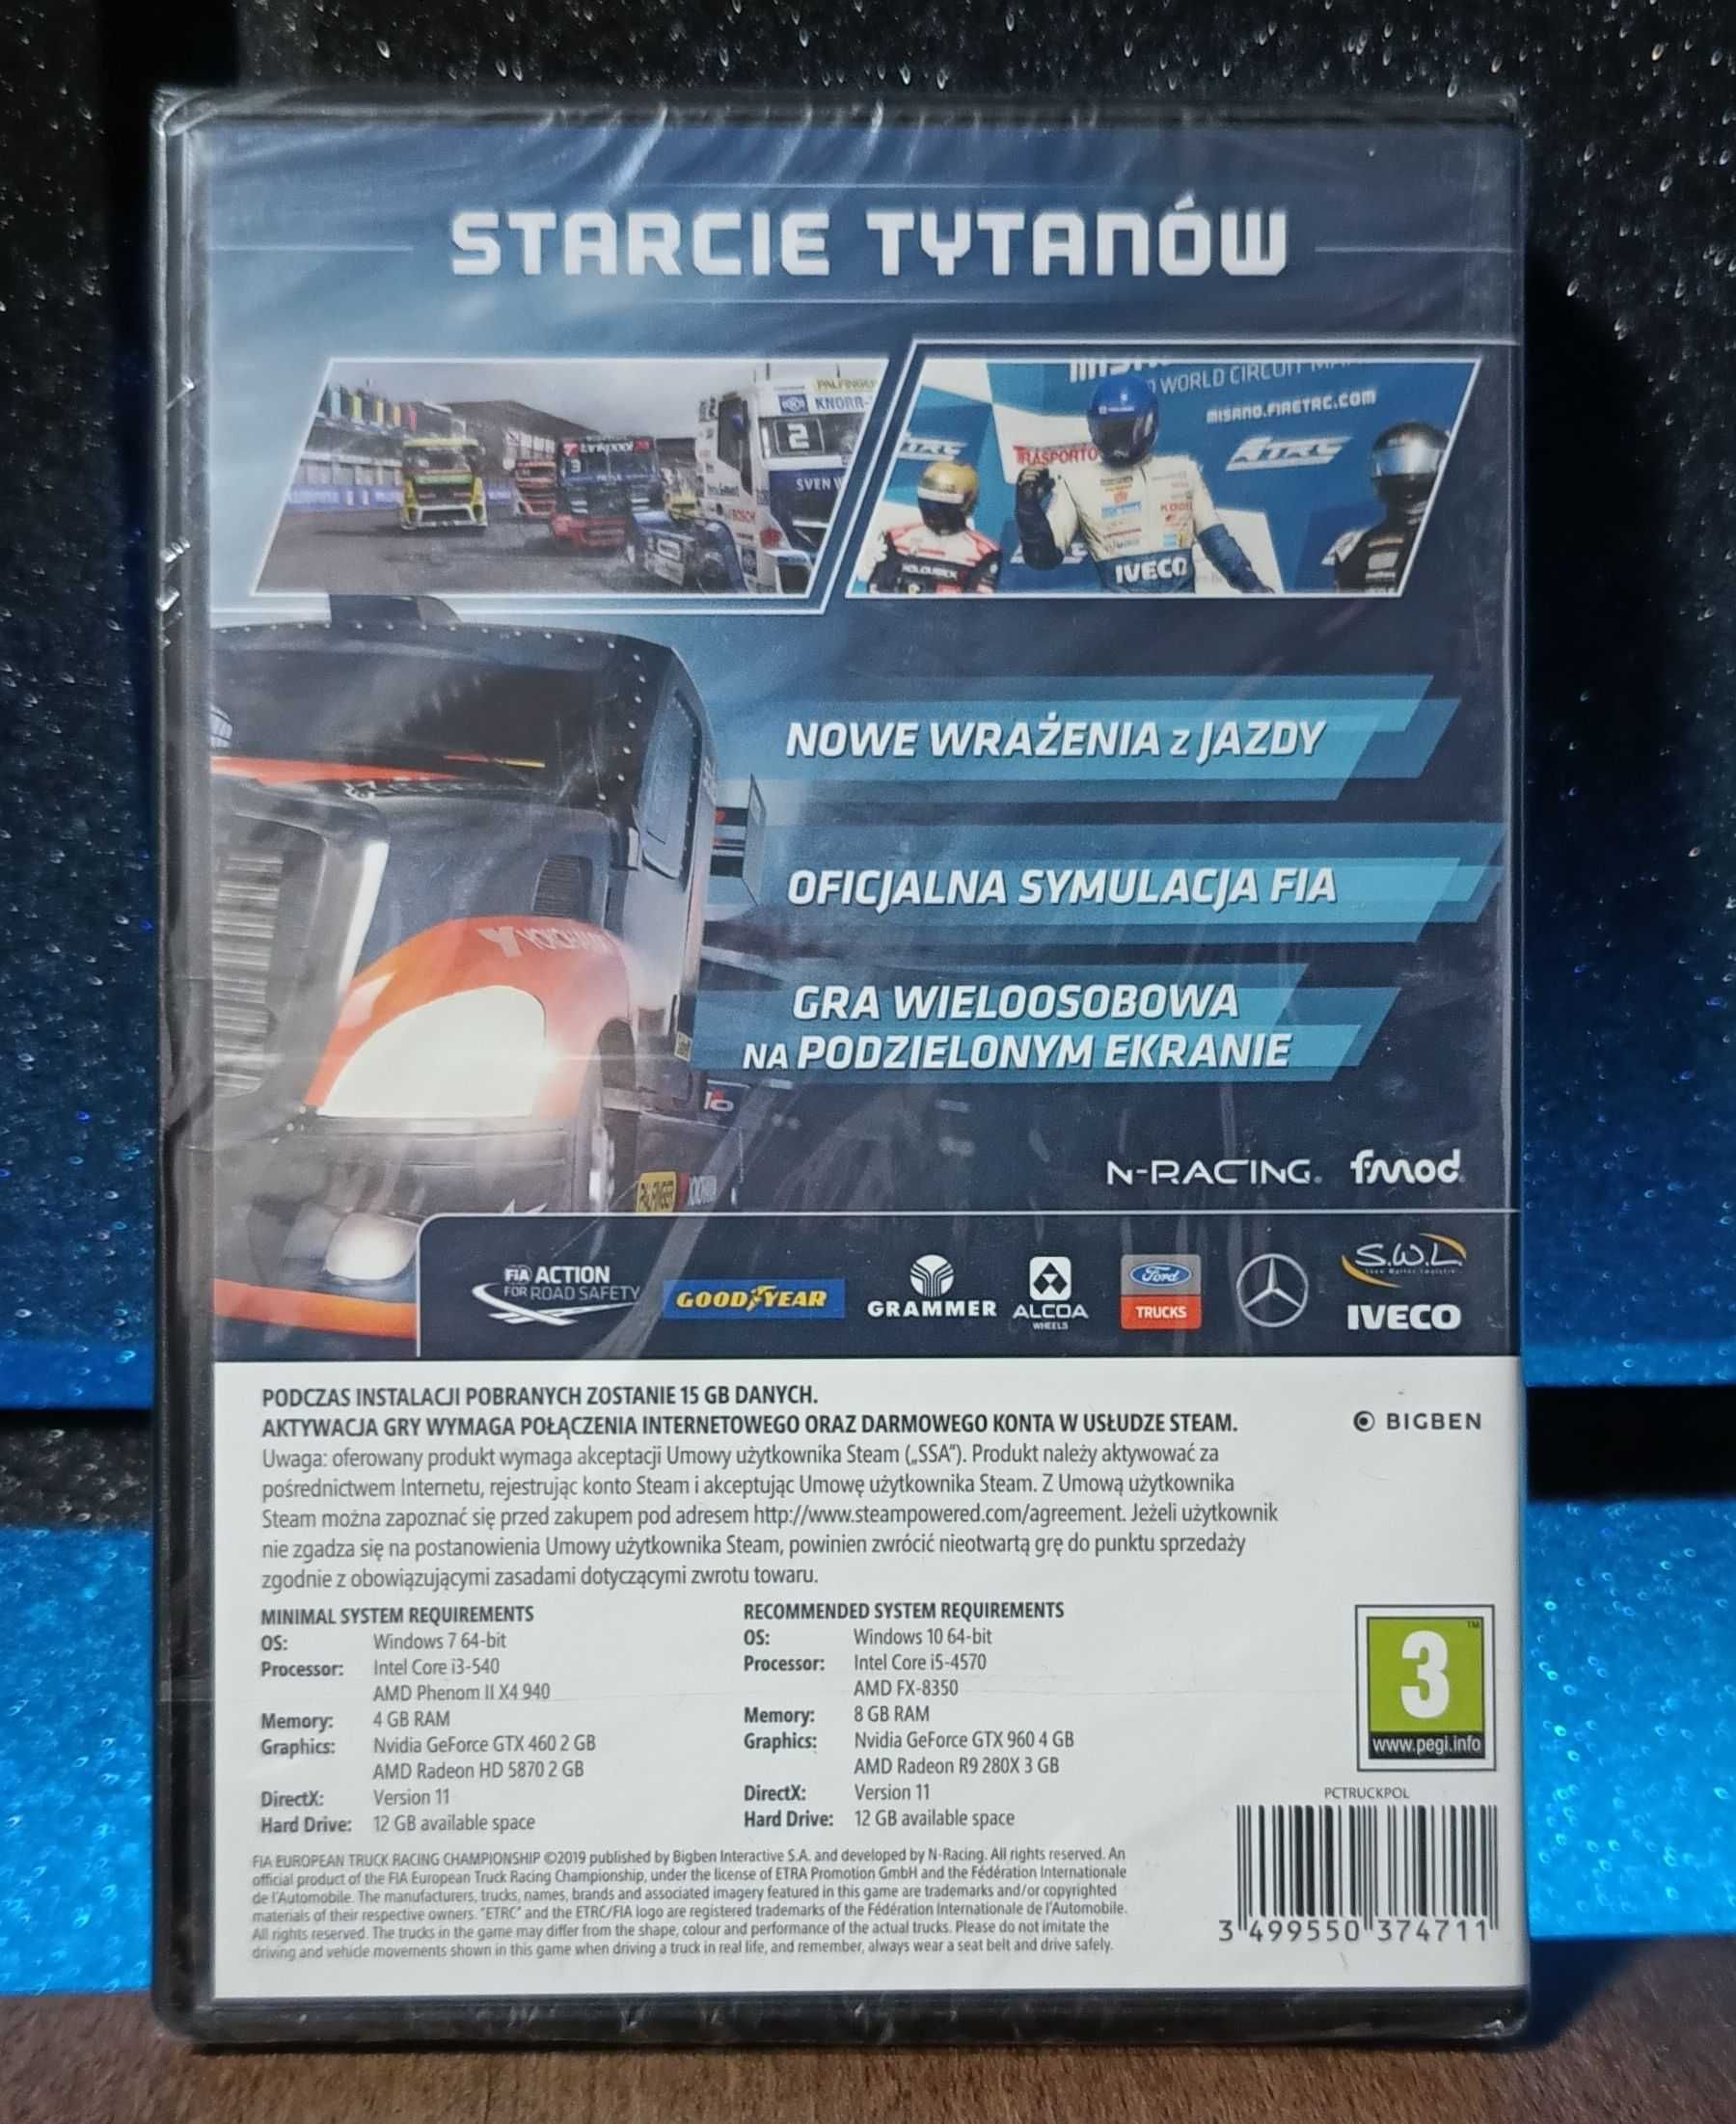 STARCIE TYTANÓW
PALFINGER
KNORR-
2
SVEN
BOSCH
3
WORLD CIRCUIT
MISANO.FIAETRC.COM
TRASPORTO
ETRC
IVECO
NOWE WRAŻENIA z JAZDY
OFICJALNA SYMULACJA FIA
GRA WIELOOSOBOWA
NA PODZIELONYM EKRANIE
N-RACING. fmod
FIA ACTION
FOR ROAD SAFETY
GOODYEAR
GRAMMER
ALCOA
WHEELS
Ford
TRUCKS
S.W.L
IVECO
PODCZAS INSTALACJI POBRANYCH ZOSTANIE 15 GB DANYCH.
AKTYWACJA GRY WYMAGA POŁĄCZENIA INTERNETOWEGO ORAZ DARMOWEGO KONTA W USŁUDZE STEAM.
BIGBEN
Uwaga: oferowany produkt wymaga akceptacji Umowy użytkownika Steam („SSA”). Produkt należy aktywować za
pośrednictwem Internetu, rejestrując konto Steam i akceptując Umowę użytkownika Steam. Z Umową użytkownika
Steam można zapoznać się przed zakupem pod adresem http://www.steampowered.com/agreement. Jeżeli użytkownik
nie zgadza się na postanowienia Umowy użytkownika Steam, powinien zwrócić nieotwartą grę do punktu sprzedaży
zgodnie z obowiązującymi zasadami dotyczącymi zwrotu towaru.
MINIMAL SYSTEM REQUIREMENTS
OS: Windows 7 64-bit
Processor: Intel Core i3-540
AMD Phenom II X4 940
Memory: 4 GB RAM
Graphics: Nvidia GeForce GTX 460 2 GB
AMD Radeon HD 5870 2 GB
DirectX: Version 11
Hard Drive: 12 GB available space
RECOMMENDED SYSTEM REQUIREMENTS
OS: Windows 10 64-bit
Processor: Intel Core i5-4570
AMD FX-8350
Memory: 8 GB RAM
Graphics: Nvidia GeForce GTX 960 4 GB
AMD Radeon R9 280X 3 GB
DirectX: Version 11
Hard Drive: 12 GB available space
3
www.pegi.info
PCTRUCKPOL
3 499550 374711
FIA EUROPEAN TRUCK RACING CHAMPIONSHIP ©2019 published by Bigben Interactive S.A. and developed by N-Racing. All rights reserved. An
official product of the FIA European Truck Racing Championship, under the license of ETRA Promotion GmbH and the Fédération Internationale
de l'Automobile. The manufacturers, trucks, names, brands and associated imagery featured in this game are trademarks and/or copyrighted
materials of their respective owners. "ETRC" and the ETRC/FIA logo are registered trademarks of the Fédération Internationale de l'Automobile.
All rights reserved. The trucks in the game may differ from the shape, colour and performance of the actual trucks. Please do not imitate the
driving and vehicle movements shown in this game when driving a truck in real life, and remember, always wear a seat belt and drive safely.